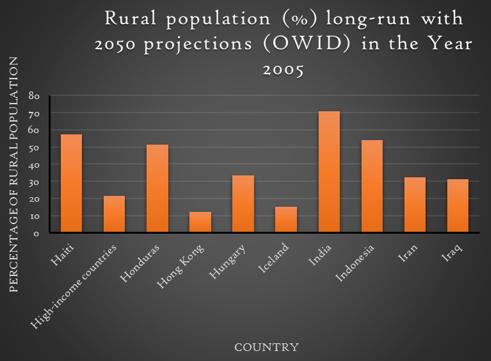 Rural population (%) long-run with
2050 projections (OWID) in the Year
2005
PERCENTAGE OF RURAL POPULATION
80
70
60
50
40
30
20
10
0
Haiti
High-income countries
Honduras
Hong Kong
Hungary
Iceland
India
Indonesia
Iran
Iraq
COUNTRY